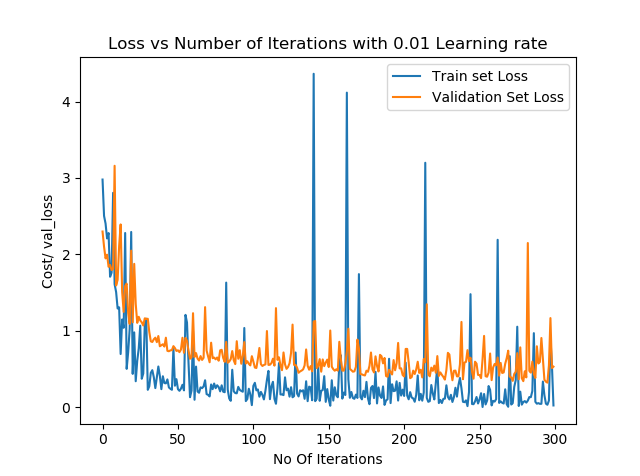 Loss vs Number of Iterations with 0.01 Learning rate
Train set Loss
Validation Set Loss
Cost/ val_loss
4
3
2
1
0
0 50 100 150 200 250 300
No Of Iterations